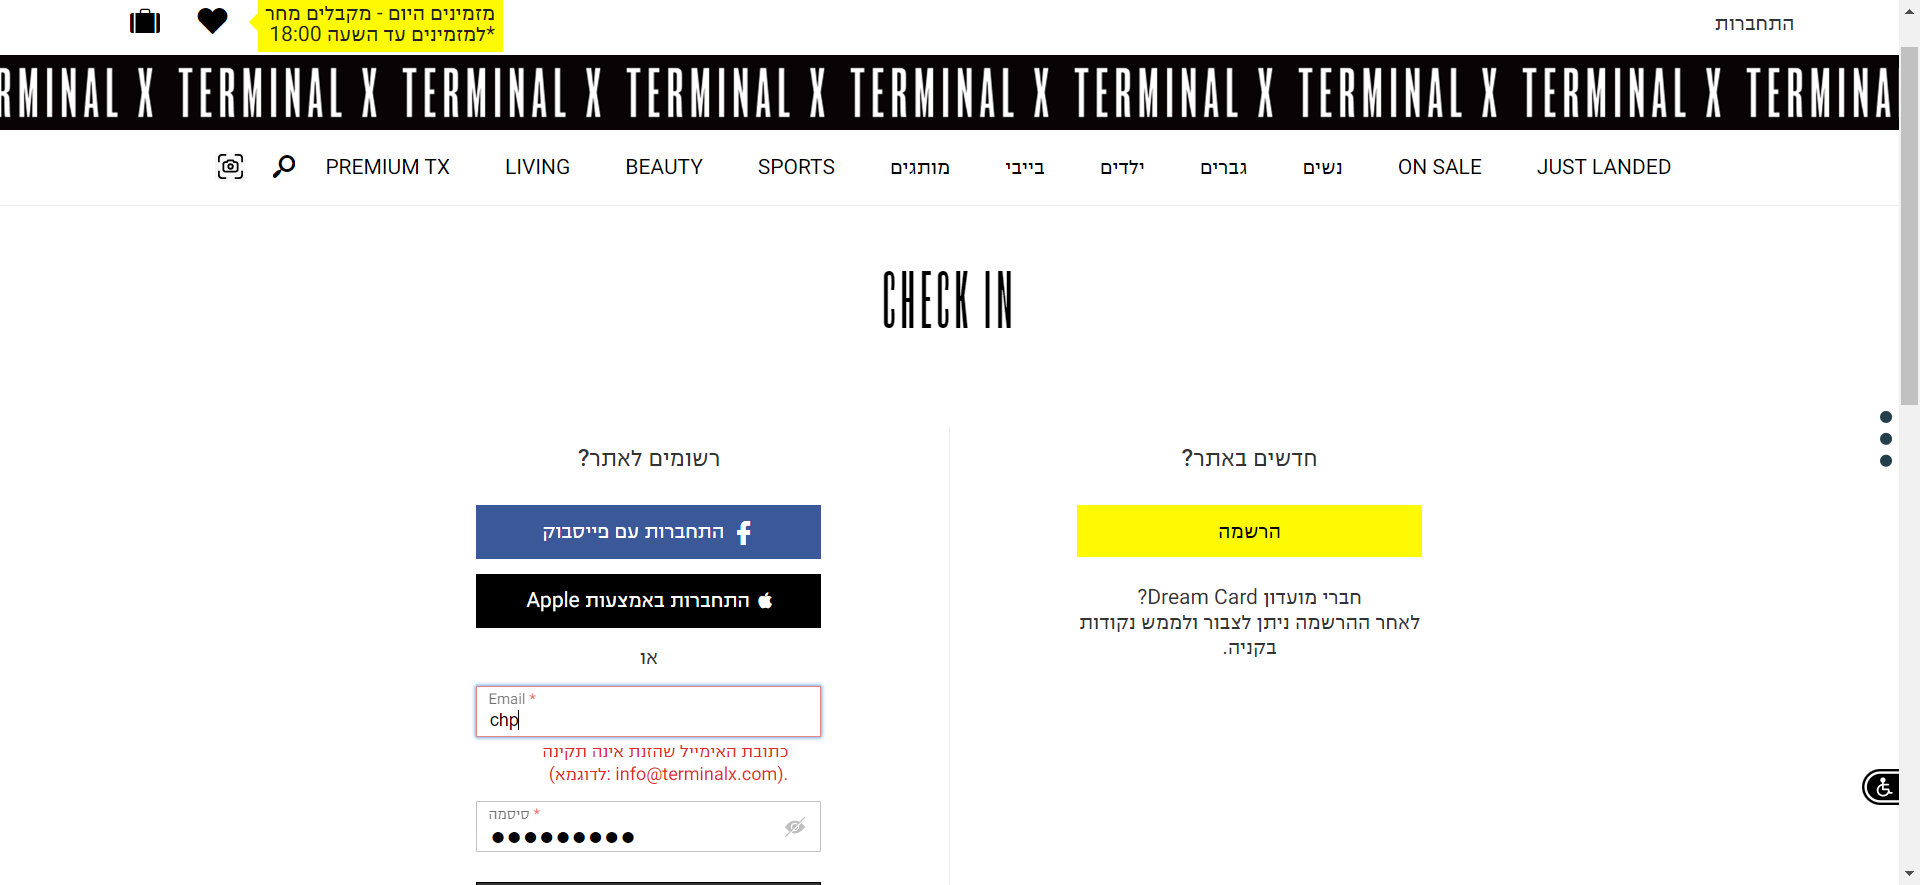 התחברות
מזמינים היום - מקבלים מחר
*למזמינים עד השעה 18:00
RMINAL X TERMINAL X TERMINAL X TERMINAL X TERMINAL X TERMINAL X TERMINAL X TERMINAL X TERMINA
JUST LANDED
ON SALE
נשים
גברים
ילדים
בייבי
מותגים
SPORTS
BEAUTY
LIVING
PREMIUM TX
CHECK IN
חדשים באתר?
הרשמה
חברי מועדון Dream Card?
לאחר ההרשמה ניתן לצבור ולממש נקודות
בקניה.
רשומים לאתר?
התחברות עם פייסבוק
התחברות באמצעות Apple
או
Email *
chp
כתובת האימייל שהזנת אינה תקינה
(לדוגמא: info@terminalx.com).
סיסמה *